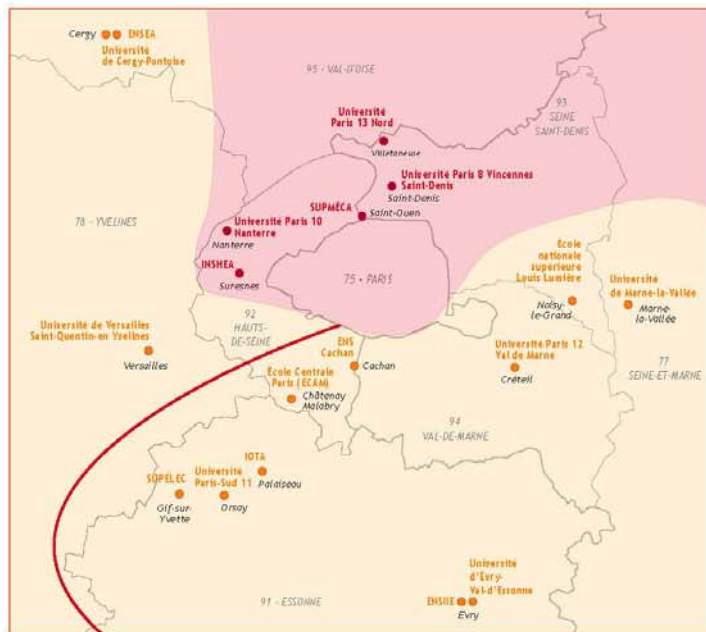 Cergy
ENSEA
Université
de Cergy-Pontoise
95 - VAL-D'OISE
93
SEINE
SAINT-DENIS
Université
Paris 13 Nord
Villetaneuse
Université Paris 8 Vincennes
Saint-Denis
Saint-Denis
SUPMÉCA
Saint-Ouen
78 - YVELINES
Université Paris 10
Nanterre
Nanterre
INSHEA
Suresnes
75 - PARIS
École
nationale
supérieure
Louis Lumière
Noisy-
le-Grand
Université
de Marne-la-Vallée
Marne-
la-Vallée
92
HAUTS-
DE-SEINE
Université de Versailles
Saint-Quentin-en Yvelines
Versailles
ENS
Cachan
Cachan
École Centrale
Paris (ECAM)
Châtenay
Malabry
Université Paris 12
Val de Marne
Créteil
77
SEINE-ET-MARNE
94
VAL-DE-MARNE
IOTA
Palaiseau
SUPÉLEC
Gif-sur-
Yvette
Université
Paris-Sud 11
Orsay
91 - ESSONNE
Université
d'Évry-
Val-d'Essonne
ENSIIE
Évry